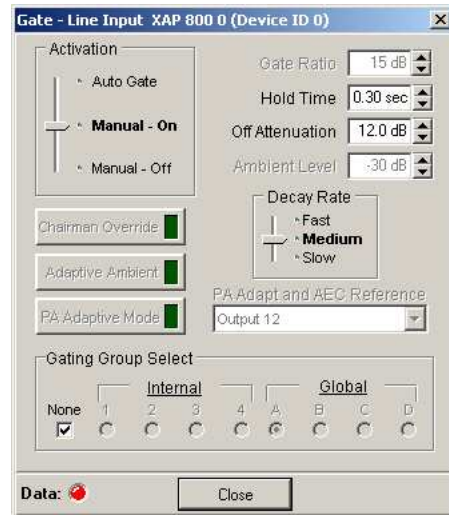 Gate - Line Input XAP 800 0 (Device ID 0)
Activation
Auto Gate
Manual - On
Manual - Off
Gate Ratio 15 dB
Hold Time 0.30 sec
Off Attenuation 12.0 dB
Ambient Level -30 dB
Decay Rate
Fast
Medium
Slow
Chairman Override
Adaptive Ambient
PA Adaptive Mode
PA Adapt and AEC Reference
Output 12
Gating Group Select
Internal Global
None 1 2 3 4 A B C D
Data: Close